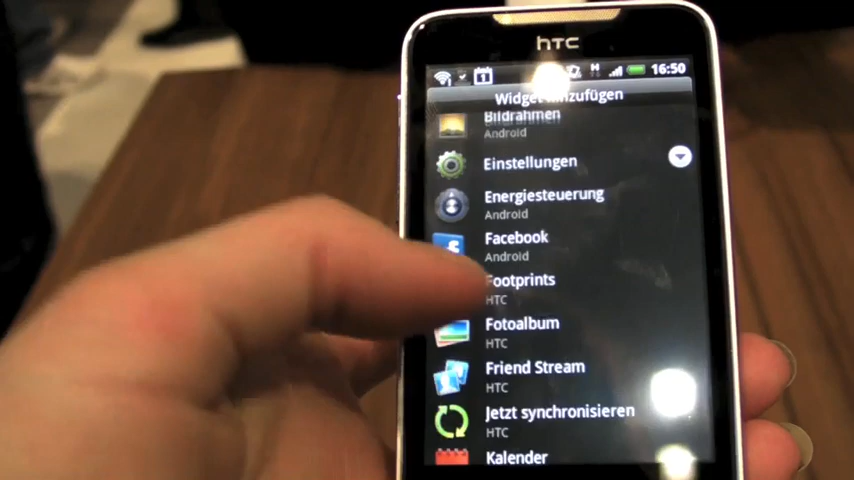 hTC
1
H
16:50
Widget hinzufügen
Bildrahmen
Android
Einstellungen
Energiesteuerung
Android
Facebook
Android
Footprints
HTC
Fotoalbum
HTC
Friend Stream
HTC
Jetzt synchronisieren
HTC
Kalender